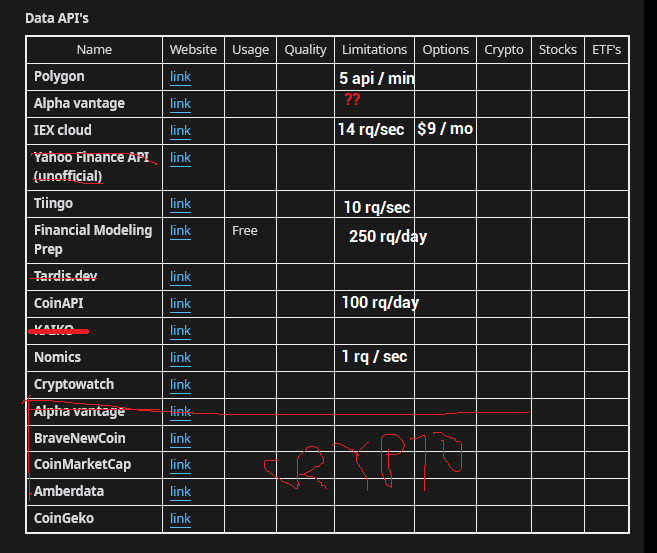 Data API's
Name Website Usage Quality Limitations Options Crypto Stocks ETF's
Polygon link 5 api / min
Alpha vantage link ??
IEX cloud link 14 rq/sec $9 / mo
Yahoo Finance API link
(unofficial)
Tiingo link 10 rq/sec
Financial Modeling link Free 250 rq/day
Prep
Tardis.dev link
CoinAPI link 100 rq/day
KAIKO link
Nomics link 1 rq / sec
Cryptowatch link
Alpha vantage link
BraveNewCoin link
CoinMarketCap link
Amberdata link
CoinGeko link